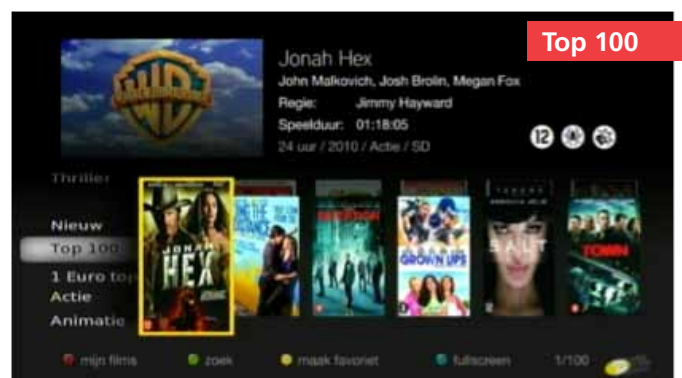 Top 100
Jonah Hex
John Malkovich, Josh Brolin, Megan Fox
Regie: Jimmy Hayward
Speelduur: 01:18:05
24 uur / 2010 / Actie / SD
12
Thriller
Nieuw
Top 100
1 Euro top
Actie
Animatie
JONAH
HEX
GROWN UPS
SALT
TOWN
mijn films
zoek
maak favoriet
fullscreen
1/100